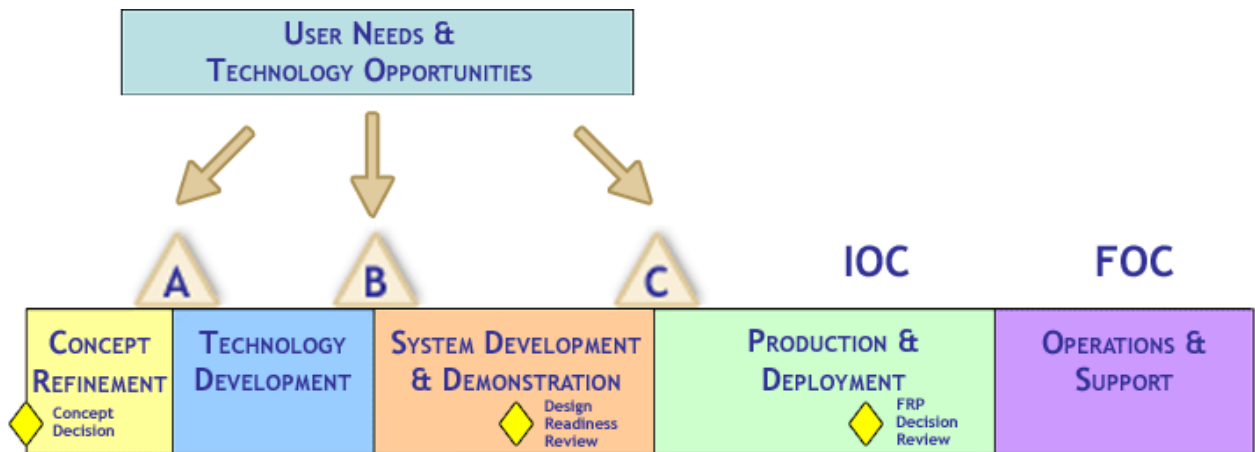 USER NEEDS &
TECHNOLOGY OPPORTUNITIES
A
B
C
IOC
FOC
CONCEPT
REFINEMENT
Concept
Decision
TECHNOLOGY
DEVELOPMENT
SYSTEM DEVELOPMENT
& DEMONSTRATION
Design
Readiness
Review
PRODUCTION &
DEPLOYMENT
FRP
Decision
Review
OPERATIONS &
SUPPORT